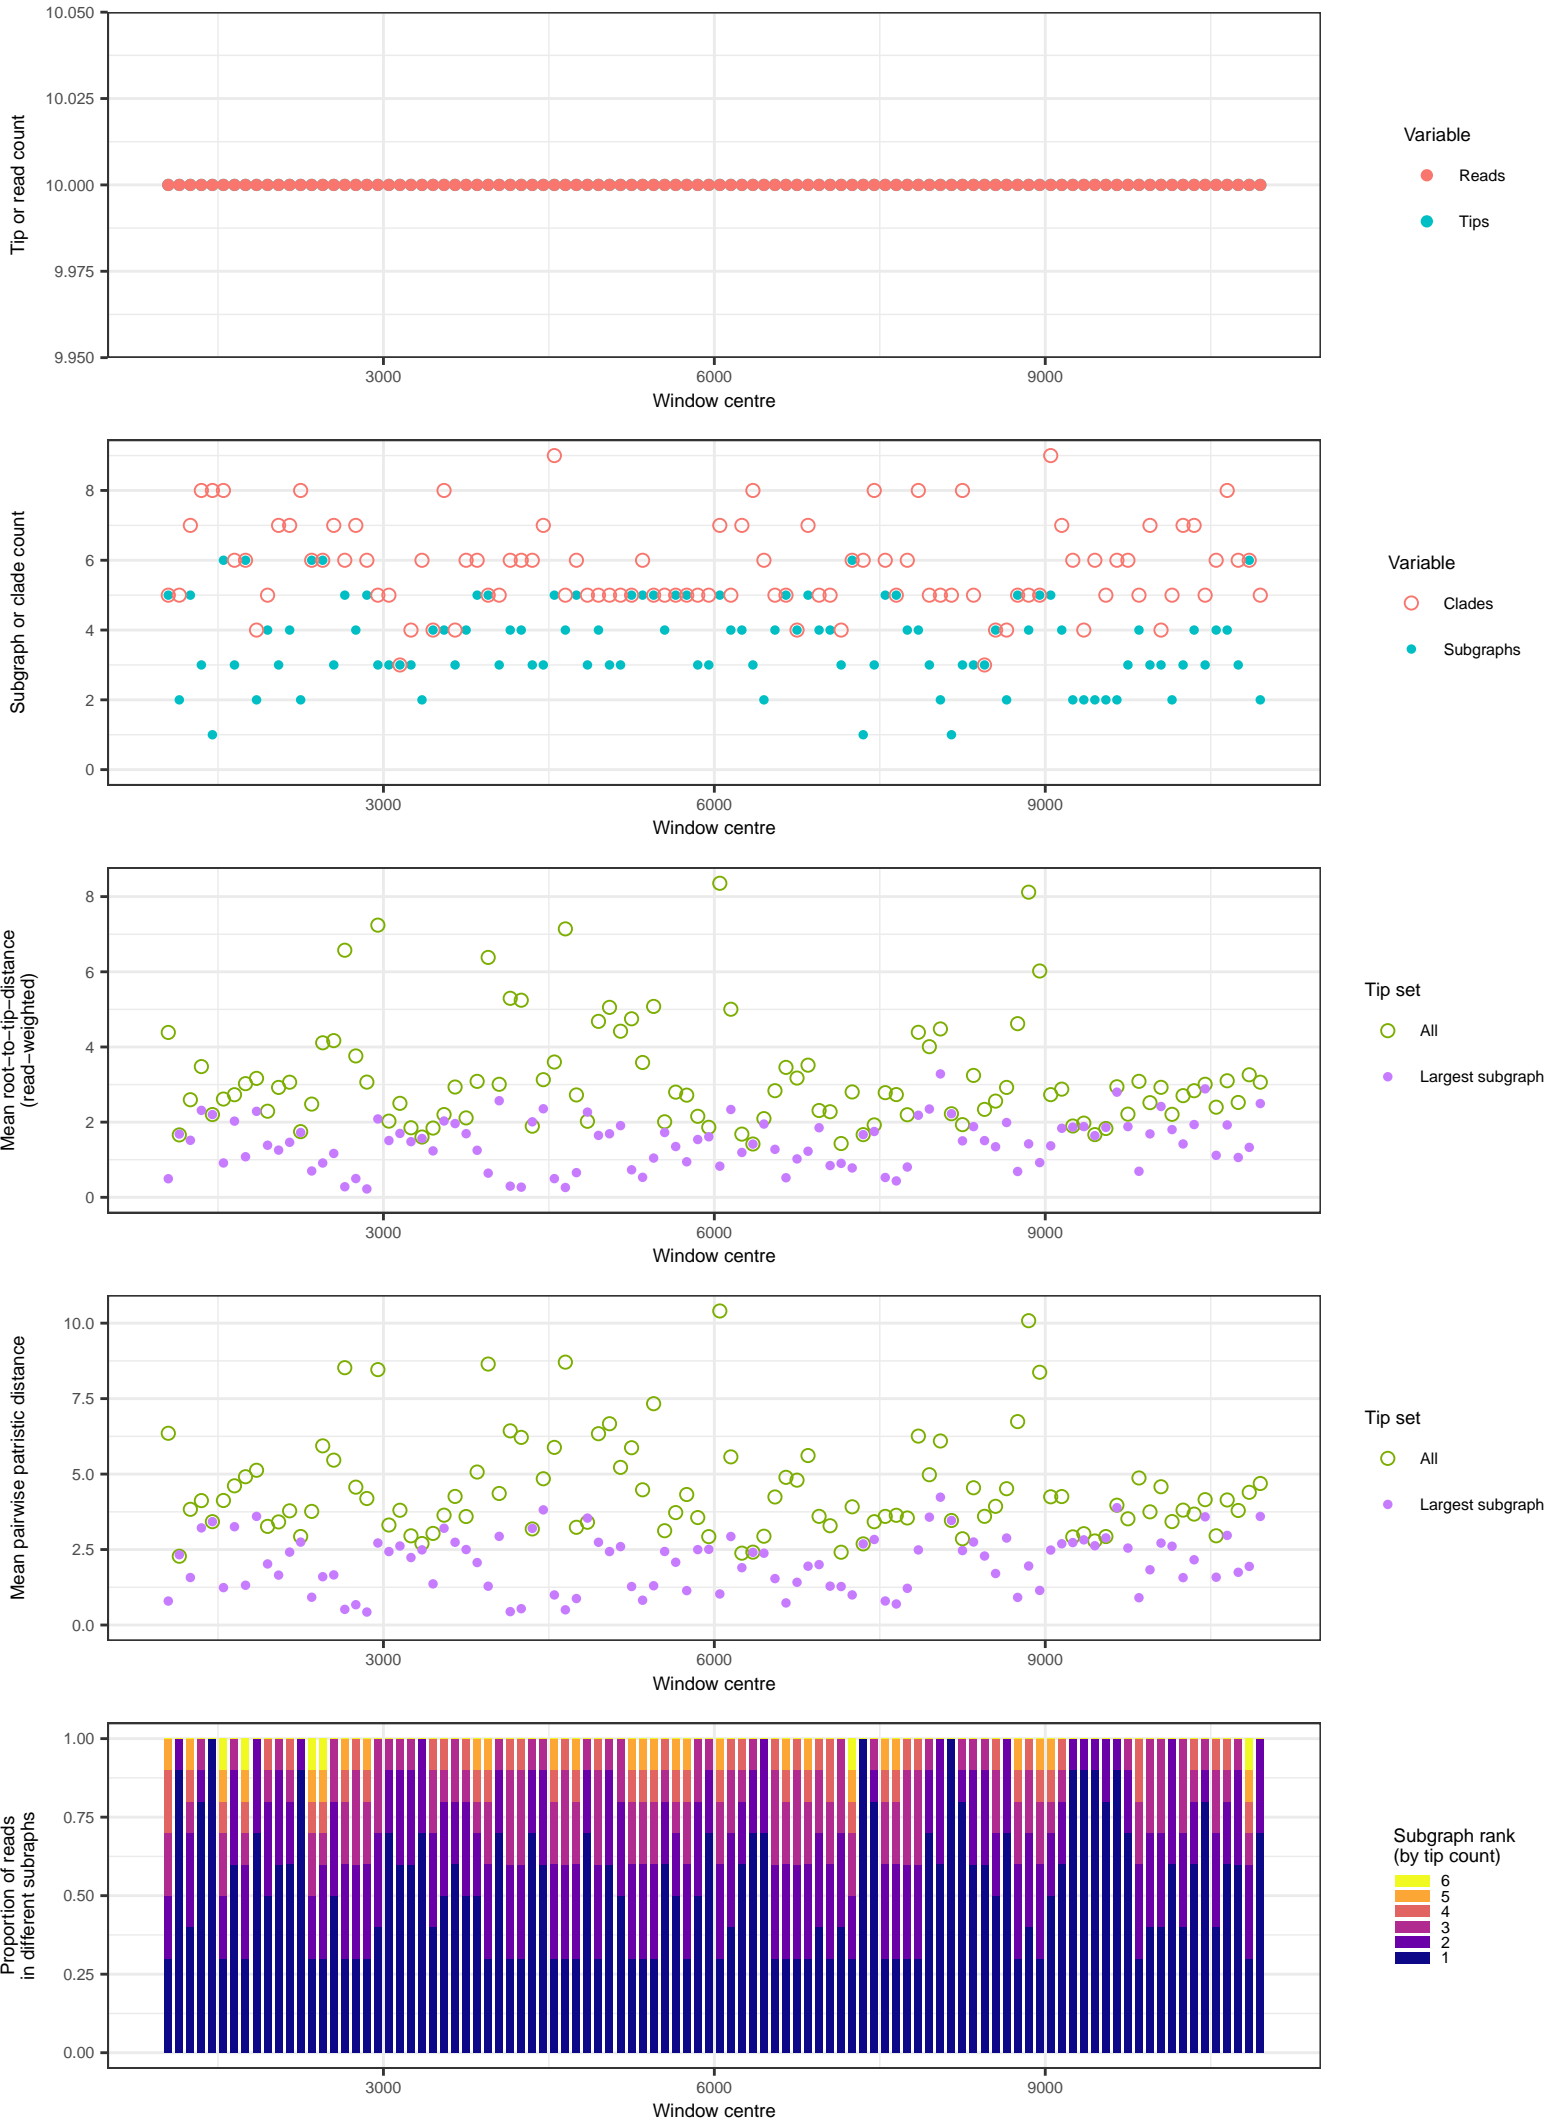 10.050
10.025
10.000
9.975
9.950
Tip or read count
3000 6000 9000
Window centre
Variable
Reads
Tips
8
6
4
2
0
Subgraph or clade count
3000 6000 9000
Window centre
Variable
Clades
Subgraphs
8
6
4
2
0
Mean root−to−tip−distance
(read−weighted)
3000 6000 9000
Window centre
Tip set
All
Largest subgraph
10.0
7.5
5.0
2.5
0.0
Mean pairwise patristic distance
3000 6000 9000
Window centre
Tip set
All
Largest subgraph
1.00
0.75
0.50
0.25
0.00
Proportion of reads
in different subraphs
3000 6000 9000
Window centre
Subgraph rank
(by tip count)
6
5
4
3
2
1